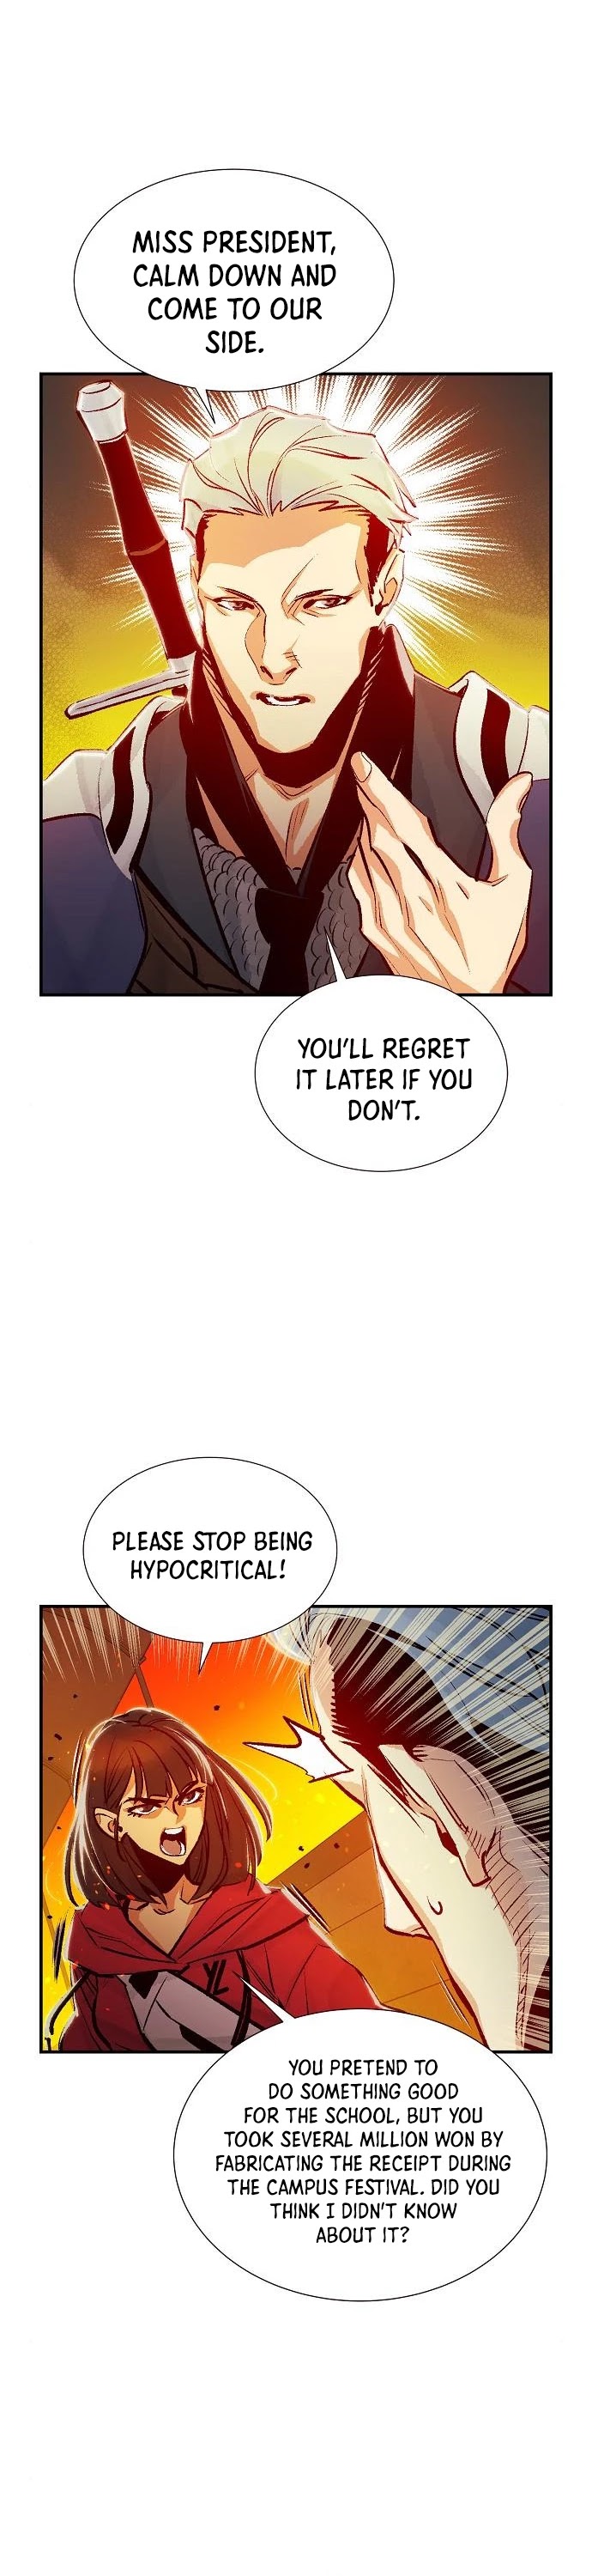 MISS PRESIDENT,
CALM DOWN AND
COME TO OUR
SIDE.
YOU'LL REGRET
IT LATER IF YOU
DON'T.
PLEASE STOP BEING
HYPOCRITICAL!
YL
YOU PRETEND TO
DO SOMETHING GOOD
FOR THE SCHOOL, BUT YOU
TOOK SEVERAL MILLION WON BY
FABRICATING THE RECEIPT DURING
THE CAMPUS FESTIVAL. DID YOU
THINK I DIDN'T KNOW
ABOUT IT?